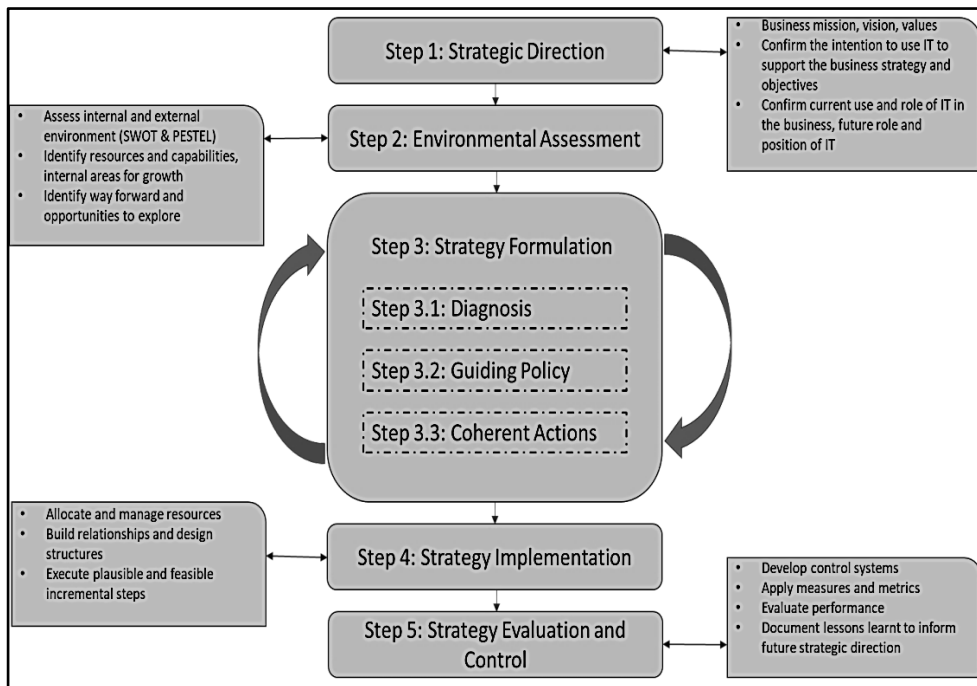 Step 1: Strategic Direction
• Business mission, vision, values
• Confirm the intention to use IT to
support the business strategy and
objectives
• Confirm current use and role of IT in
the business, future role and
position of IT
• Assess internal and external
environment (SWOT & PESTEL)
• Identify resources and capabilities,
internal areas for growth
• Identify way forward and
opportunities to explore
Step 2: Environmental Assessment
Step 3: Strategy Formulation
Step 3.1: Diagnosis
Step 3.2: Guiding Policy
Step 3.3: Coherent Actions
• Allocate and manage resources
• Build relationships and design
structures
• Execute plausible and feasible
incremental steps
Step 4: Strategy Implementation
Step 5: Strategy Evaluation and
Control
• Develop control systems
• Apply measures and metrics
• Evaluate performance
• Document lessons learnt to inform
future strategic direction